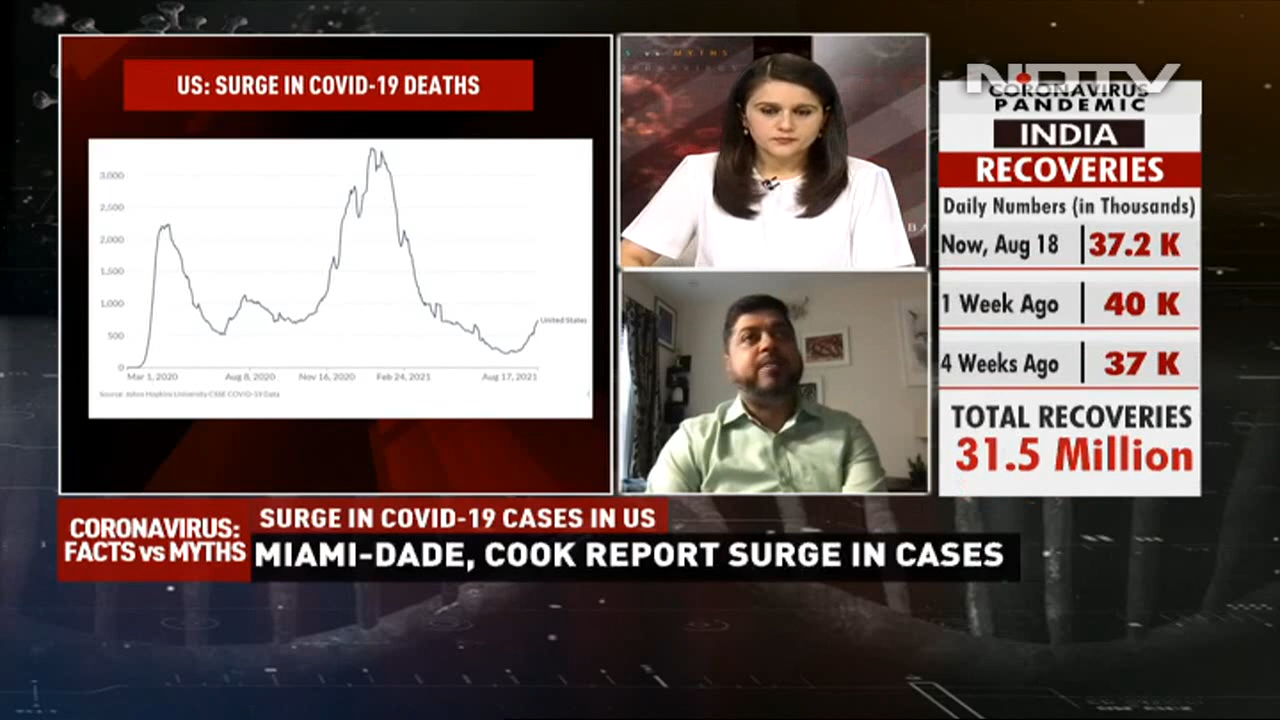 US: SURGE IN COVID-19 DEATHS
3,000
2,500
2,000
1,500
1,000
500
0
United States
Mar 1, 2020
Aug 8, 2020
Nov 16, 2020
Feb 24, 2021
Aug 17, 2021
Source: Johns Hopkins University CSSE COVID-19 Data
vs MYTHS
NDTV
CORONAVIRUS
PANDEMIC
INDIA
RECOVERIES
Daily Numbers (in Thousands)
Now, Aug 18 37.2 K
1 Week Ago 40 K
4 Weeks Ago 37 K
TOTAL RECOVERIES
31.5 Million
CORONAVIRUS:
FACTS vs MYTHS
SURGE IN COVID-19 CASES IN US
MIAMI-DADE, COOK REPORT SURGE IN CASES